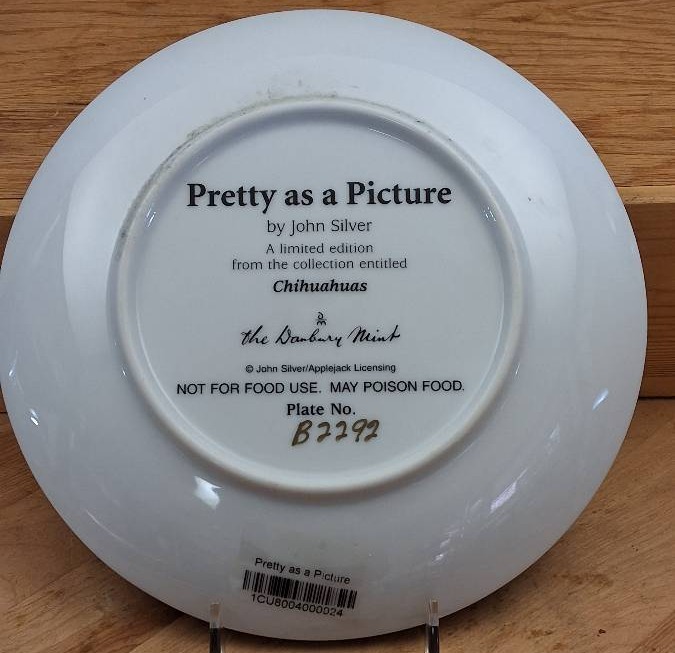 Pretty as a Picture
by John Silver
A limited edition
from the collection entitled
Chihuahuas
the Danbury Mint
© John Silver/Applejack Licensing
NOT FOR FOOD USE. MAY POISON FOOD.
Plate No.
B2292
Pretty as a Picture
1CU8004000024